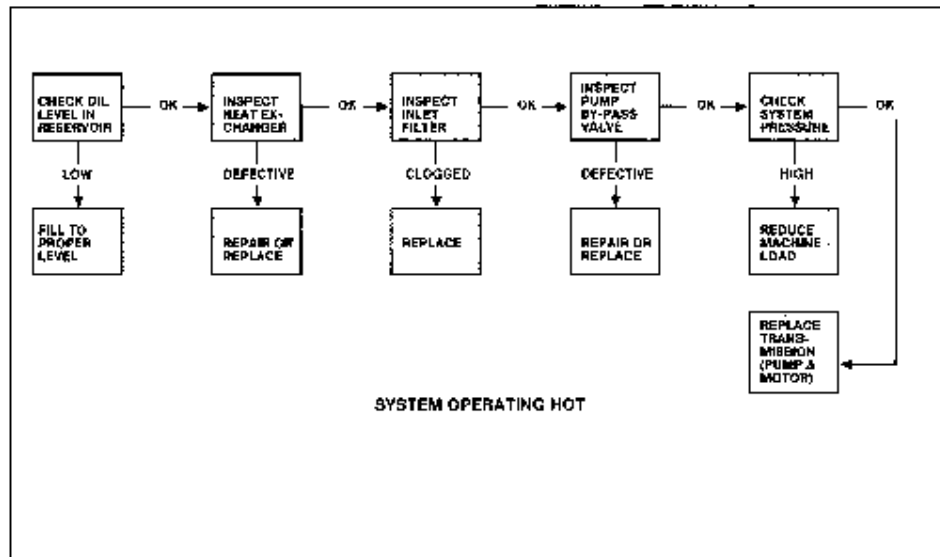 CHECK OIL
LEVEL IN
RESERVOIR
OK
INSPECT
HEAT EX-
CHANGER
OK
INSPECT
INLET
FILTER
OK
INSPECT
PUMP
BY-PASS
VALVE
OK
CHECK
SYSTEM
PRESSURE
OK
LOW
DEFECTIVE
CLOGGED
DEFECTIVE
HIGH
FILL TO
PROPER
LEVEL
REPAIR OR
REPLACE
REPLACE
REPAIR OR
REPLACE
REDUCE
MACHINE
LOAD
REPLACE
TRANS-
MISSION
(PUMP &
MOTOR)
SYSTEM OPERATING HOT